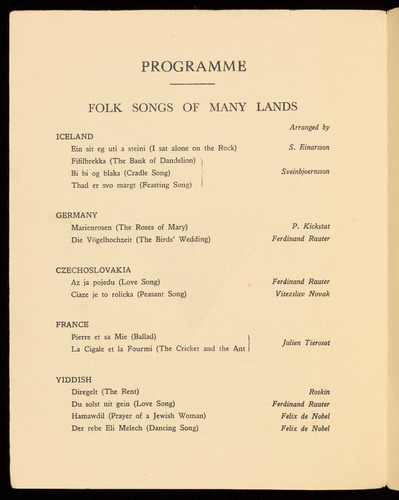 PROGRAMME
FOLK SONGS OF MANY LANDS
Arranged by
ICELAND
Ein sit eg uti a steini (I sat alone on the Rock) S. Einarsson
Fifilbrekka (The Bank of Dandelion)
Bi bi og blaka (Cradle Song) Sveinbjoernsson
Thad er svo margt (Feasting Song)
GERMANY
Marienrosen (The Roses of Mary) P. Kickstat
Die Vögelhochzeit (The Birds' Wedding) Ferdinand Rauter
CZECHOSLOVAKIA
Az ja pojedu (Love Song) Ferdinand Rauter
Ciaze je to rolicka (Peasant Song) Vitezslav Novak
FRANCE
Pierre et sa Mie (Ballad)
Julien Tiersot
La Cigale et la Fourmi (The Cricket and the Ant
YIDDISH
Diregelt (The Rent) Roskin
Du solst nit gein (Love Song) Ferdinand Rauter
Hamawdil (Prayer of a Jewish Woman) Felix de Nobel
Der rebe Eli Melech (Dancing Song) Felix de Nobel